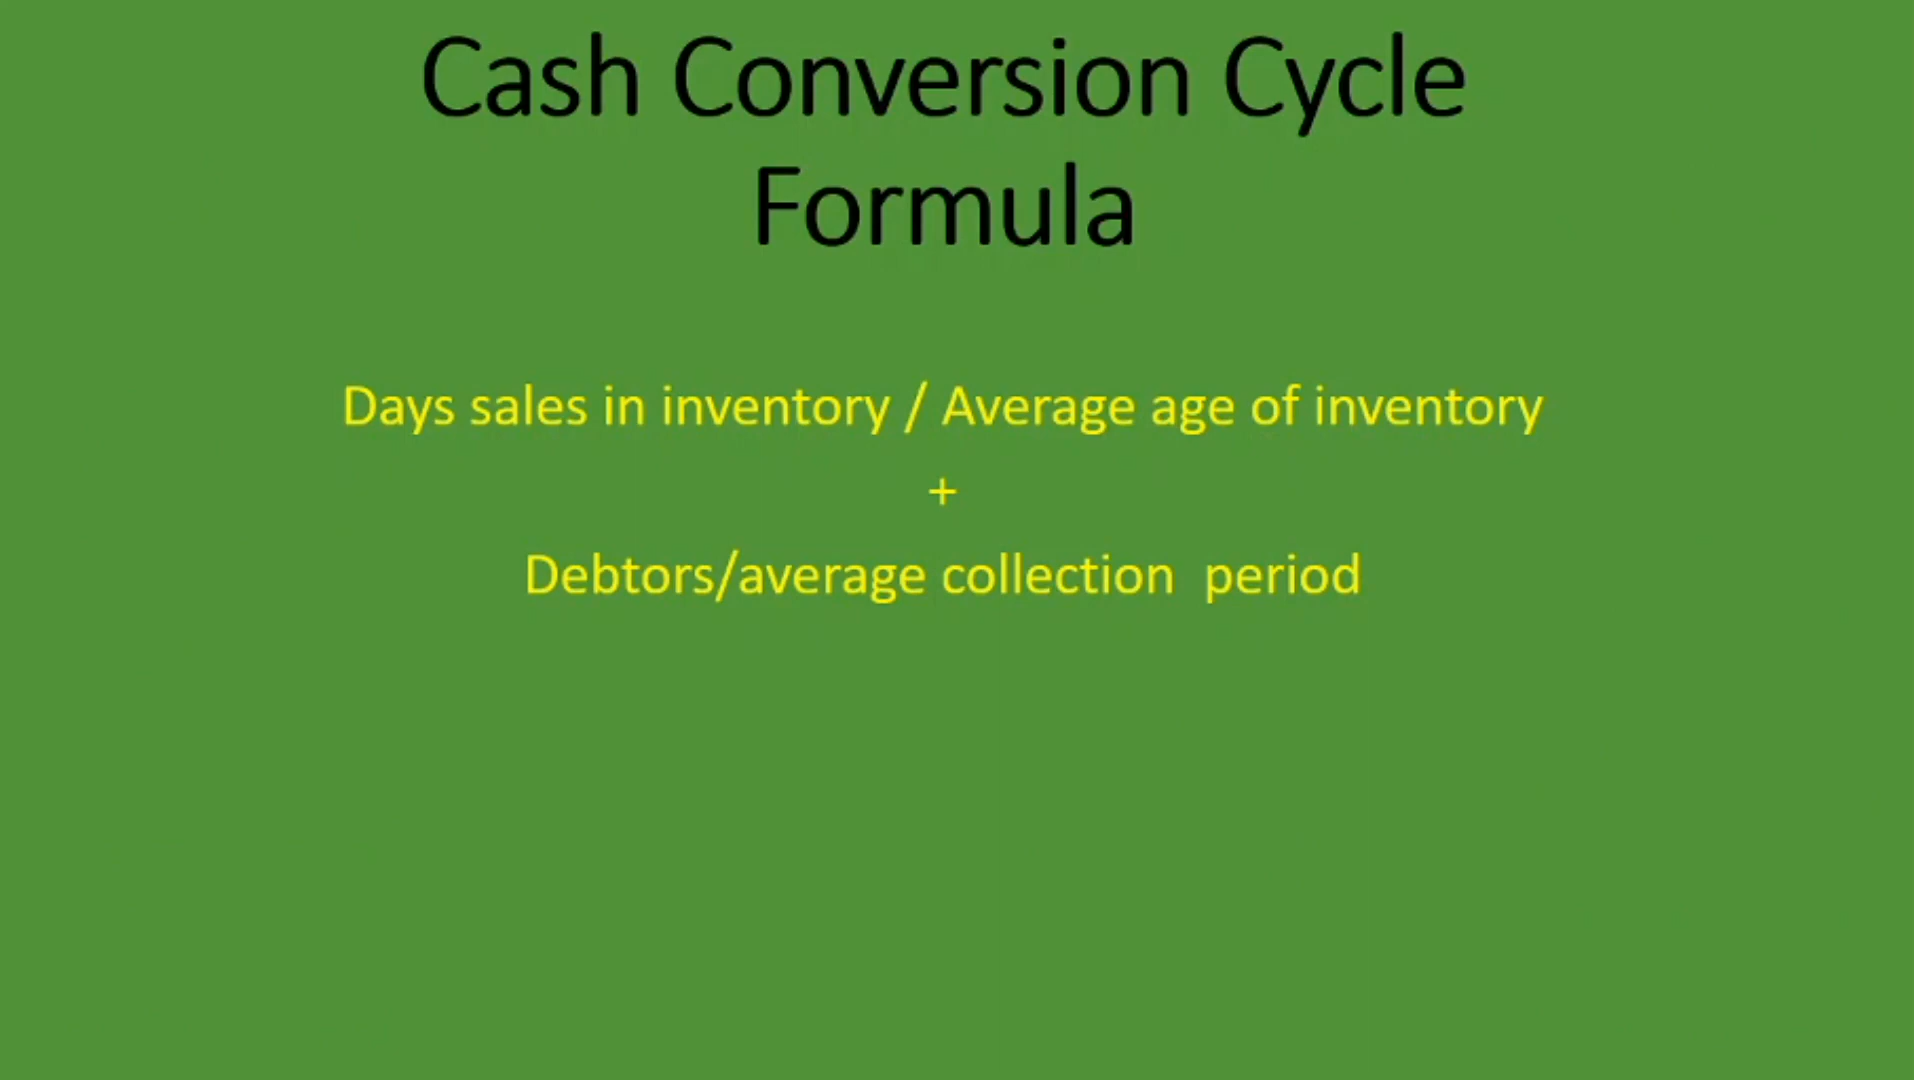 Cash Conversion Cycle
Formula
Days sales in inventory / Average age of inventory
+
Debtors/average collection  period